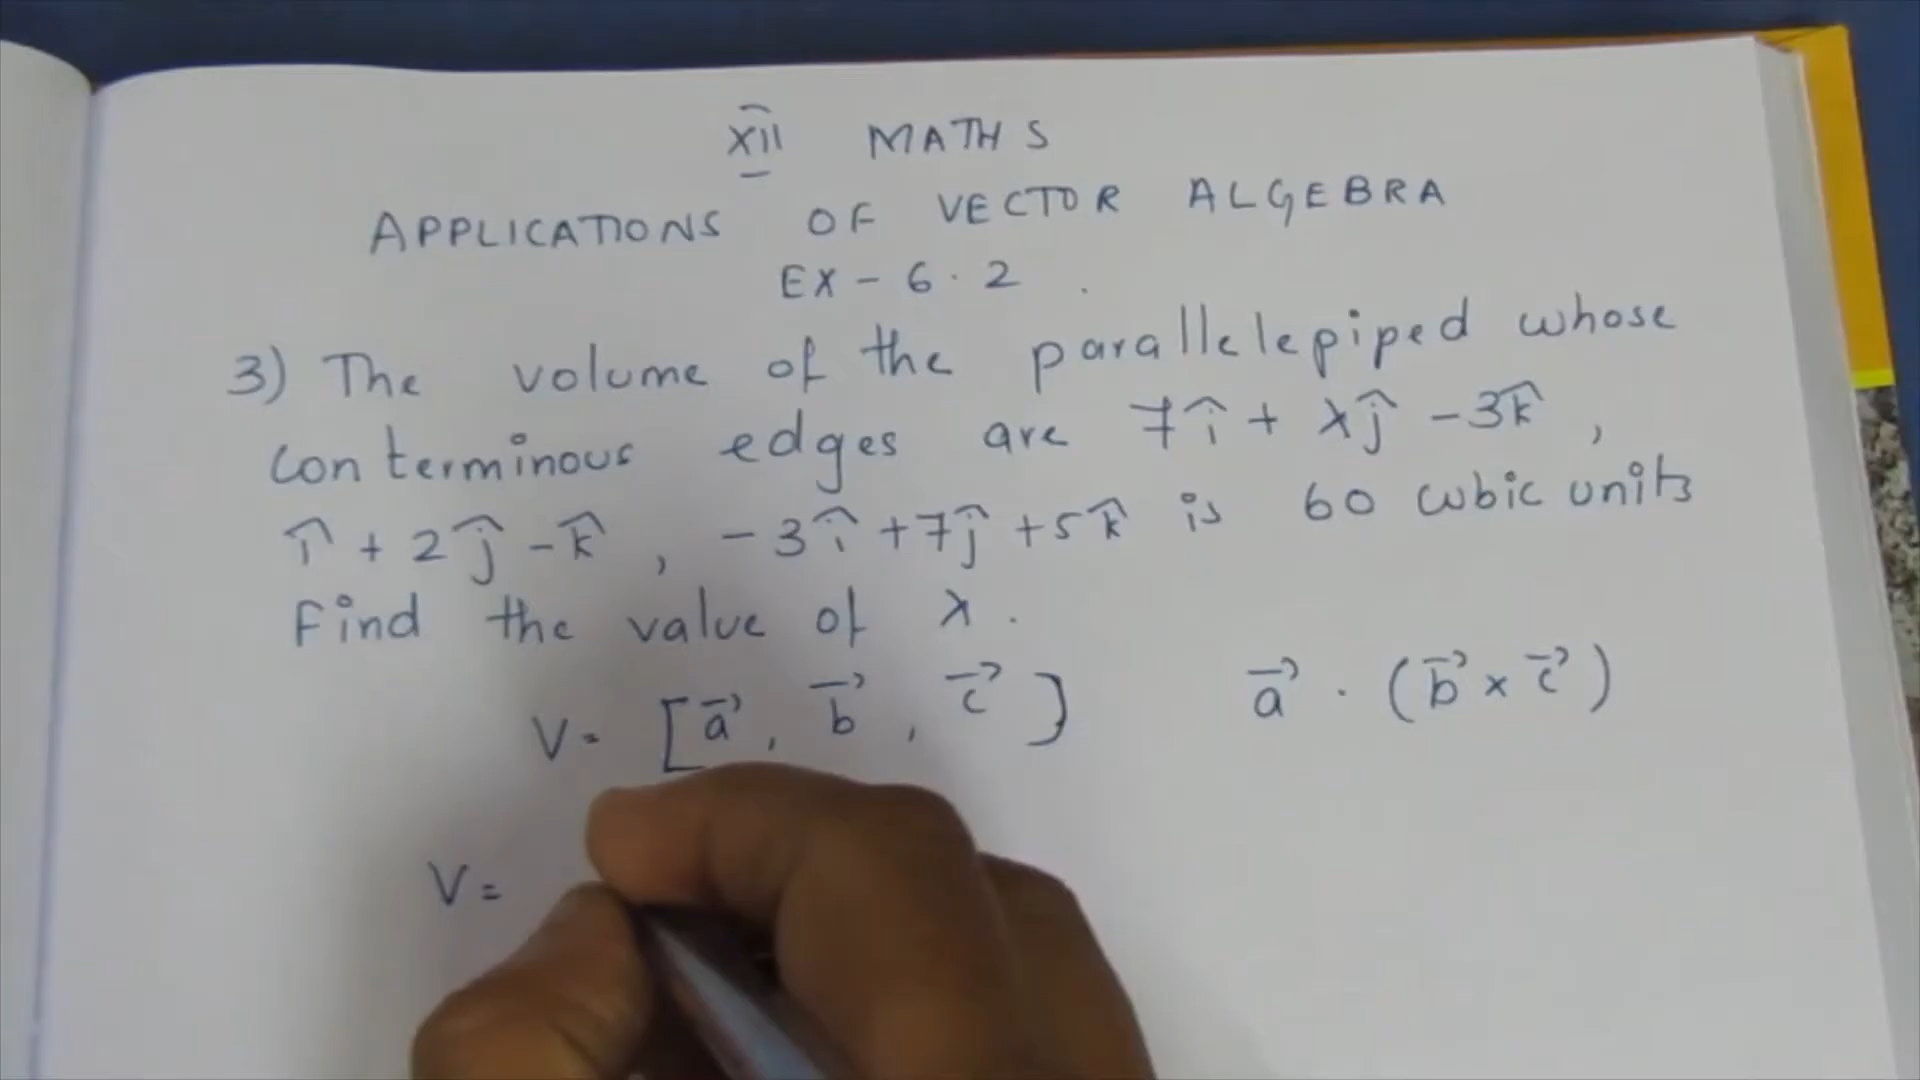 XII MATHS
APPLICATIONS OF VECTOR ALGEBRA
EX - 6.2.
3) The volume of the parallelepiped whose
conterminous edges are 7î + λĵ - 3k̂,
î + 2ĵ - k̂, -3î + 7ĵ + 5k̂ is 60 cubic units
Find the value of λ.
V = [a⃗, b⃗, c⃗] a⃗ · (b⃗ × c⃗)
V =